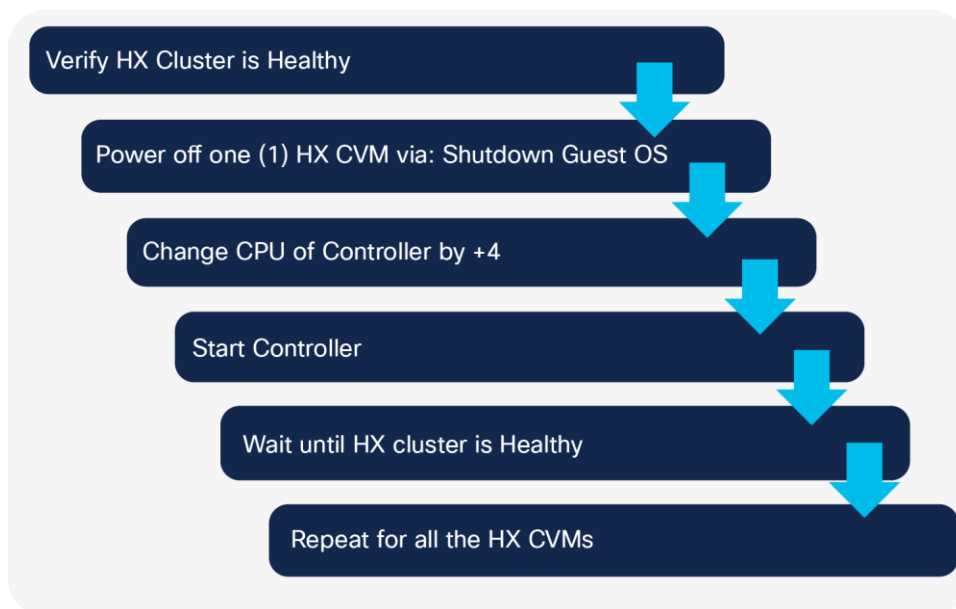 Verify HX Cluster is Healthy
Power off one (1) HX CVM via: Shutdown Guest OS
Change CPU of Controller by +4
Start Controller
Wait until HX cluster is Healthy
Repeat for all the HX CVMs